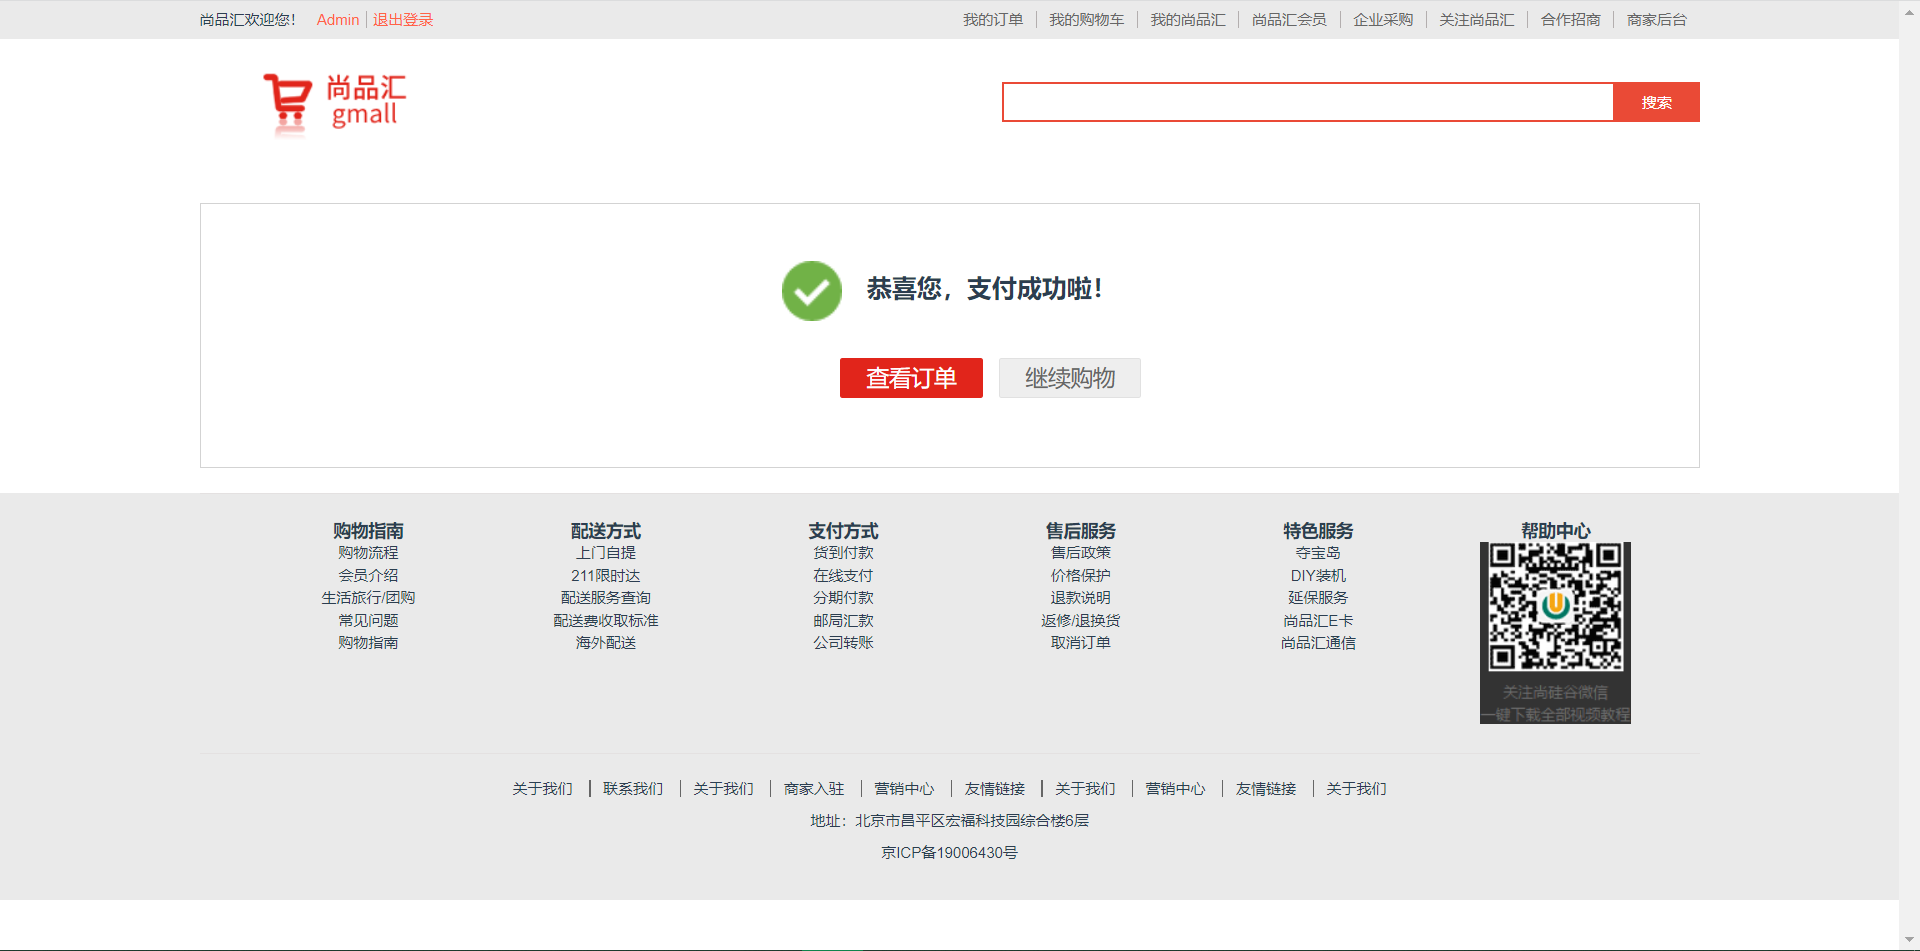 尚品汇欢迎您! Admin 退出登录 我的订单 我的购物车 我的尚品汇 尚品汇会员 企业采购 关注尚品汇 合作招商 商家后台
尚品汇
gmall
搜索
恭喜您，支付成功啦!
查看订单 继续购物
购物指南
购物流程
会员介绍
生活旅行/团购
常见问题
购物指南
配送方式
上门自提
211限时达
配送服务查询
配送费收取标准
海外配送
支付方式
货到付款
在线支付
分期付款
邮局汇款
公司转账
售后服务
售后政策
价格保护
退款说明
返修/退换货
取消订单
特色服务
夺宝岛
DIY装机
延保服务
尚品汇E卡
尚品汇通信
帮助中心
关注尚硅谷微信
一键下载全部视频教程
关于我们 联系我们 关于我们 商家入驻 营销中心 友情链接 关于我们 营销中心 友情链接 关于我们
地址：北京市昌平区宏福科技园综合楼6层
京ICP备19006430号